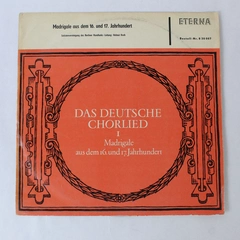 Madrigale aus dem 16. und 17. Jahrhundert
ETERNA
DAS DEUTSCHE
CHORLIED
I
Madrigale
aus dem 16. und 17. Jahrhundert